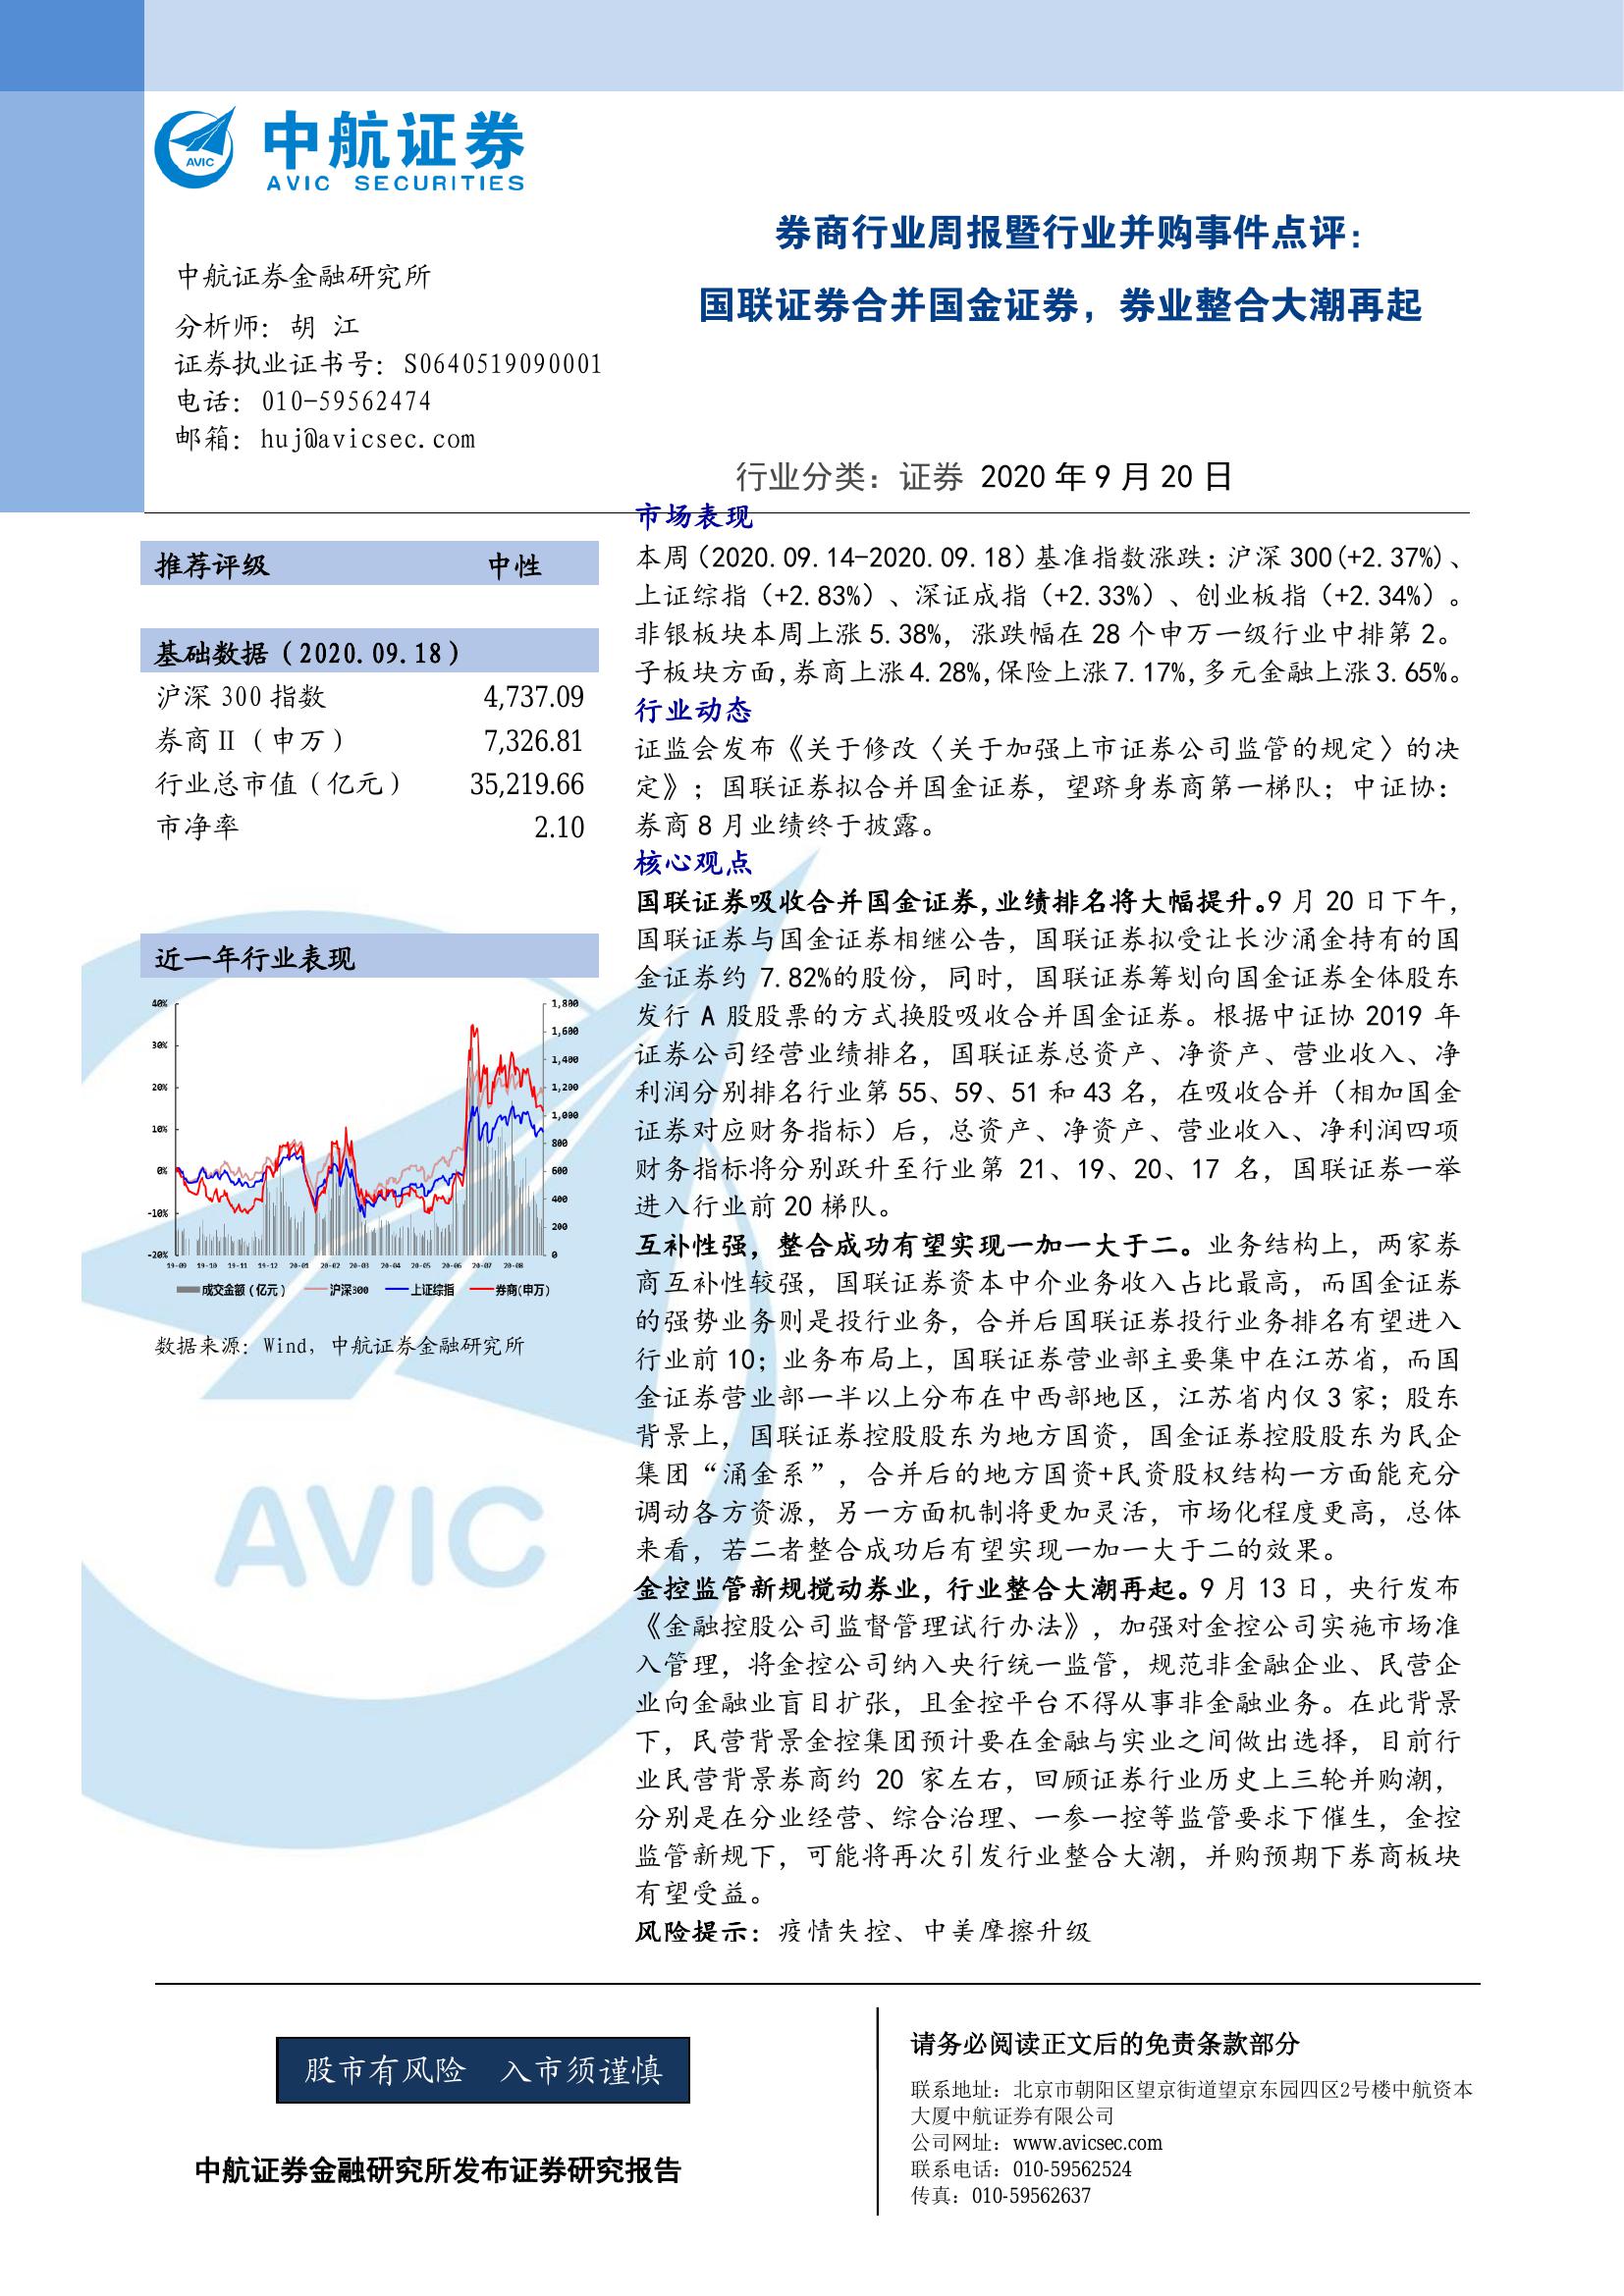 AVIC
中航证券
AVIC SECURITIES
券商行业周报暨行业并购事件点评:
国联证券合并国金证券，券业整合大潮再起
中航证券金融研究所
分析师：胡 江
证券执业证书号：S0640519090001
电话：010-59562474
邮箱：huj@avicsec.com
行业分类：证券 2020 年 9 月 20 日
推荐评级 中性
基础数据（2020.09.18）
沪深 300 指数 4,737.09
券商Ⅱ（申万） 7,326.81
行业总市值（亿元） 35,219.66
市净率 2.10
近一年行业表现
40%
30%
20%
10%
0%
-10%
-20%
1,800
1,600
1,400
1,200
1,000
800
600
400
200
0
19-09 19-10 19-11 19-12 20-01 20-02 20-03 20-04 20-05 20-06 20-07 20-08
成交金额（亿元） 沪深300 上证综指 券商(申万)
数据来源：Wind，中航证券金融研究所
AVIC
市场表现
本周（2020.09.14-2020.09.18）基准指数涨跌：沪深 300(+2.37%)、
上证综指（+2.83%）、深证成指（+2.33%）、创业板指（+2.34%）。
非银板块本周上涨 5.38%，涨跌幅在 28 个申万一级行业中排第 2。
子板块方面,券商上涨 4.28%,保险上涨 7.17%,多元金融上涨 3.65%。
行业动态
证监会发布《关于修改〈关于加强上市证券公司监管的规定〉的决
定》；国联证券拟合并国金证券，望跻身券商第一梯队；中证协：
券商 8 月业绩终于披露。
核心观点
国联证券吸收合并国金证券,业绩排名将大幅提升。9 月 20 日下午，
国联证券与国金证券相继公告，国联证券拟受让长沙涌金持有的国
金证券约 7.82%的股份，同时，国联证券筹划向国金证券全体股东
发行 A 股股票的方式换股吸收合并国金证券。根据中证协 2019 年
证券公司经营业绩排名，国联证券总资产、净资产、营业收入、净
利润分别排名行业第 55、59、51 和 43 名，在吸收合并（相加国金
证券对应财务指标）后，总资产、净资产、营业收入、净利润四项
财务指标将分别跃升至行业第 21、19、20、17 名，国联证券一举
进入行业前 20 梯队。
互补性强，整合成功有望实现一加一大于二。业务结构上，两家券
商互补性较强，国联证券资本中介业务收入占比最高，而国金证券
的强势业务则是投行业务，合并后国联证券投行业务排名有望进入
行业前 10；业务布局上，国联证券营业部主要集中在江苏省，而国
金证券营业部一半以上分布在中西部地区，江苏省内仅 3 家；股东
背景上，国联证券控股股东为地方国资，国金证券控股股东为民企
集团“涌金系”，合并后的地方国资+民资股权结构一方面能充分
调动各方资源，另一方面机制将更加灵活，市场化程度更高，总体
来看，若二者整合成功后有望实现一加一大于二的效果。
金控监管新规搅动券业，行业整合大潮再起。9 月 13 日，央行发布
《金融控股公司监督管理试行办法》，加强对金控公司实施市场准
入管理，将金控公司纳入央行统一监管，规范非金融企业、民营企
业向金融业盲目扩张，且金控平台不得从事非金融业务。在此背景
下，民营背景金控集团预计要在金融与实业之间做出选择，目前行
业民营背景券商约 20 家左右，回顾证券行业历史上三轮并购潮，
分别是在分业经营、综合治理、一参一控等监管要求下催生，金控
监管新规下，可能将再次引发行业整合大潮，并购预期下券商板块
有望受益。
风险提示：疫情失控、中美摩擦升级
股市有风险 入市须谨慎
中航证券金融研究所发布证券研究报告
请务必阅读正文后的免责条款部分
联系地址：北京市朝阳区望京街道望京东园四区2号楼中航资本
大厦中航证券有限公司
公司网址：www.avicsec.com
联系电话：010-59562524
传真：010-59562637